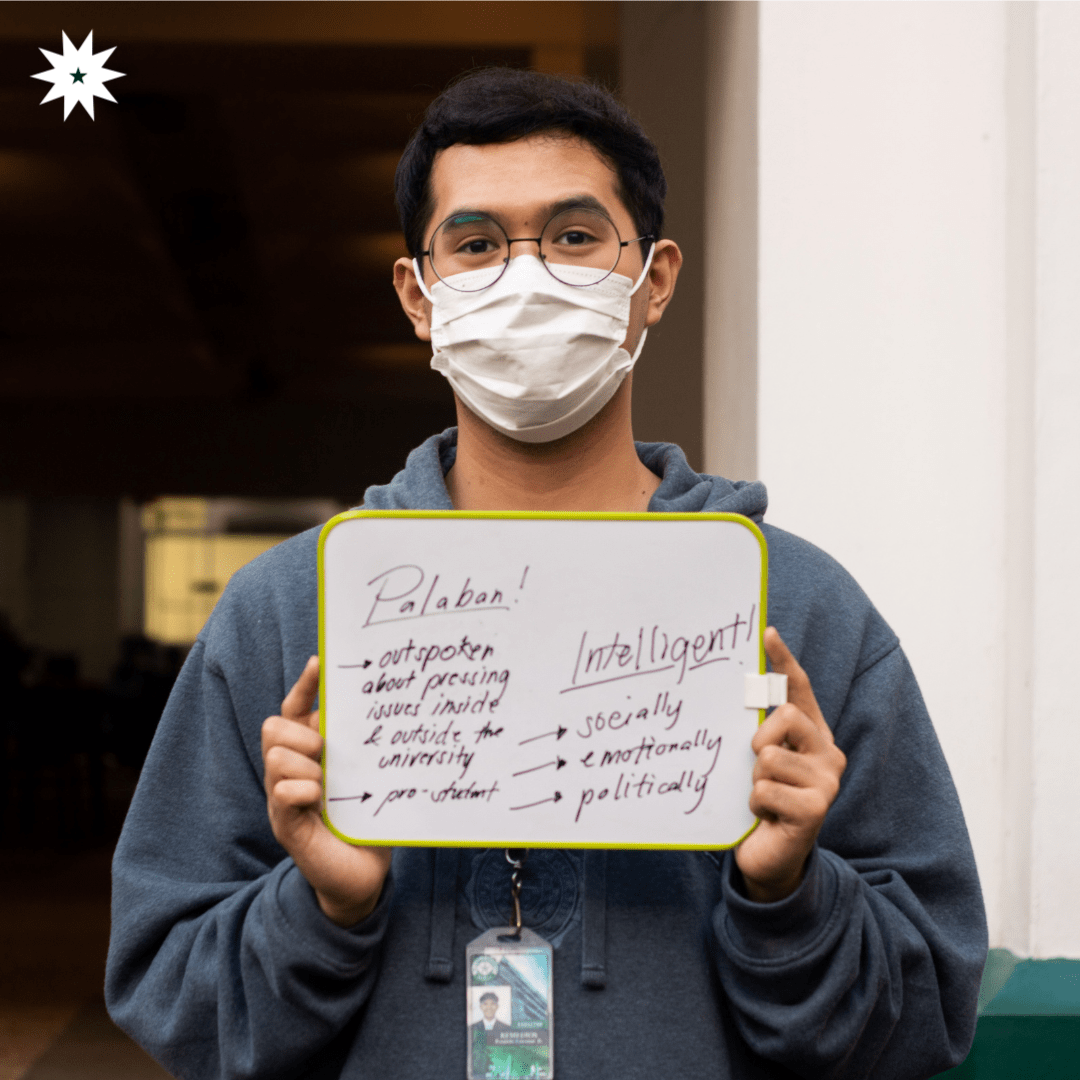 Palaban!
→ outspoken
about pressing
issues inside
& outside the
university
→ pro-student
Intelligent!
→ socially
→ emotionally
→ politically